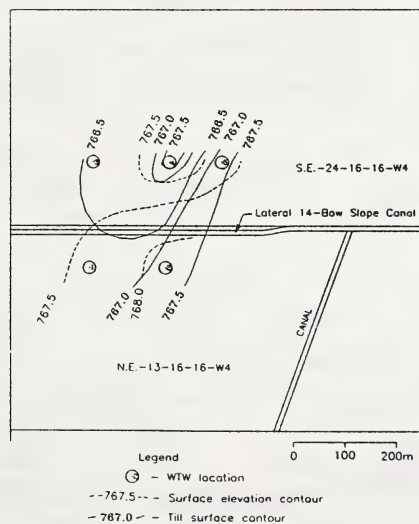 768.5
767.5
767.0
767.5
768.5
767.0
767.5
S.E.-24-16-16-W4
Lateral 14-Bow Slope Canal
767.5
767.0
768.0
767.5
CANAL
N.E.-13-16-16-W4
Legend
0 100 200m
- WTW location
--767.5-- - Surface elevation contour
-767.0- - Till surface contour